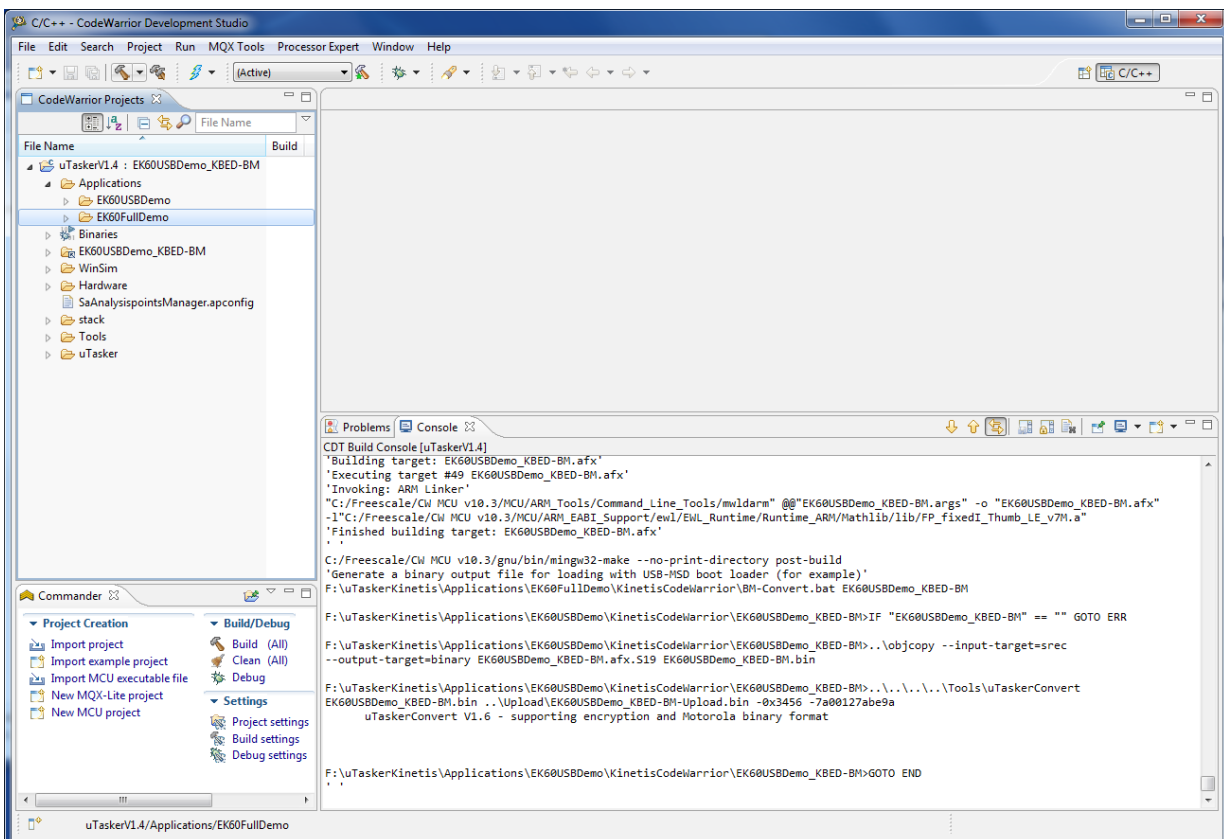 C/C++ - CodeWarrior Development Studio
File Edit Search Project Run MQX Tools Processor Expert Window Help
(Active)
C/C++
CodeWarrior Projects
File Name
File Name Build
uTaskerV1.4 : EK60USBDemo_KBED-BM
Applications
EK60USBDemo
EK60FullDemo
Binaries
EK60USBDemo_KBED-BM
WinSim
Hardware
SaAnalysispointsManager.apconfig
stack
Tools
uTasker
Problems Console
CDT Build Console [uTaskerV1.4]
'Building target: EK60USBDemo_KBED-BM.afx'
'Executing target #49 EK60USBDemo_KBED-BM.afx'
'Invoking: ARM Linker'
"C:/Freescale/CW MCU v10.3/MCU/ARM_Tools/Command_Line_Tools/mwldarm" @@"EK60USBDemo_KBED-BM.args" -o "EK60USBDemo_KBED-BM.afx"
-l"C:/Freescale/CW MCU v10.3/MCU/ARM_EABI_Support/ewl/EWL_Runtime/Runtime_ARM/Mathlib/lib/FP_fixedI_Thumb_LE_v7M.a"
'Finished building target: EK60USBDemo_KBED-BM.afx'
' '
C:/Freescale/CW MCU v10.3/gnu/bin/mingw32-make --no-print-directory post-build
'Generate a binary output file for loading with USB-MSD boot loader (for example)'
F:\uTaskerKinetis\Applications\EK60FullDemo\KinetisCodeWarrior\BM-Convert.bat EK60USBDemo_KBED-BM
F:\uTaskerKinetis\Applications\EK60USBDemo\KinetisCodeWarrior\EK60USBDemo_KBED-BM>IF "EK60USBDemo_KBED-BM" == "" GOTO ERR
F:\uTaskerKinetis\Applications\EK60USBDemo\KinetisCodeWarrior\EK60USBDemo_KBED-BM>..\objcopy --input-target=srec
--output-target=binary EK60USBDemo_KBED-BM.afx.S19 EK60USBDemo_KBED-BM.bin
F:\uTaskerKinetis\Applications\EK60USBDemo\KinetisCodeWarrior\EK60USBDemo_KBED-BM>..\..\..\..\Tools\uTaskerConvert
EK60USBDemo_KBED-BM.bin ..\Upload\EK60USBDemo_KBED-BM-Upload.bin -0x3456 -7a00127abe9a
uTaskerConvert V1.6 - supporting encryption and Motorola binary format
F:\uTaskerKinetis\Applications\EK60USBDemo\KinetisCodeWarrior\EK60USBDemo_KBED-BM>GOTO END
' '
Commander
Project Creation
Import project
Import example project
Import MCU executable file
New MQX-Lite project
New MCU project
Build/Debug
Build (All)
Clean (All)
Debug
Settings
Project settings
Build settings
Debug settings
uTaskerV1.4/Applications/EK60FullDemo